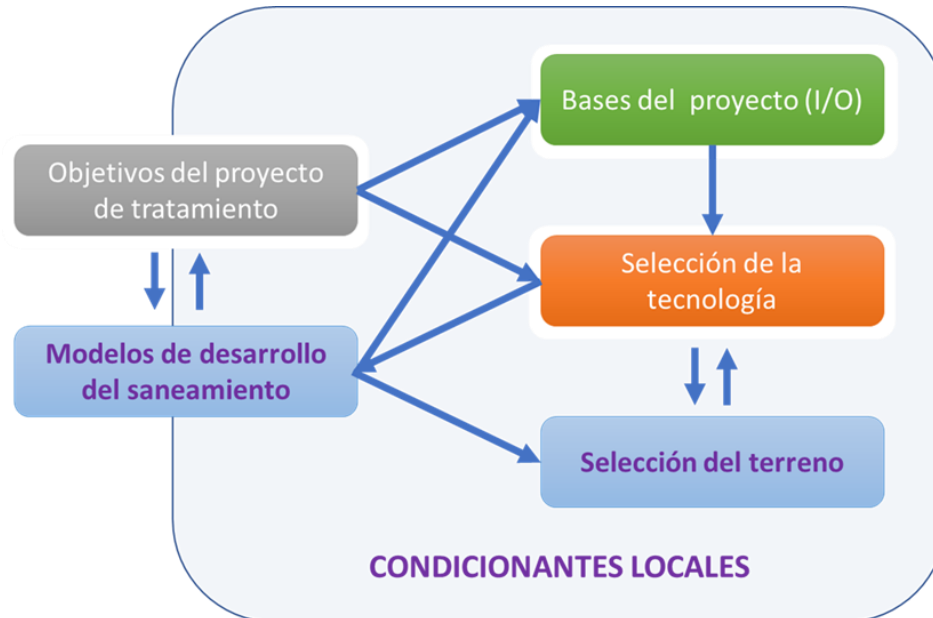 Bases del proyecto (I/O)
Objetivos del proyecto
de tratamiento
Selección de la
tecnología
Modelos de desarrollo
del saneamiento
Selección del terreno
CONDICIONANTES LOCALES